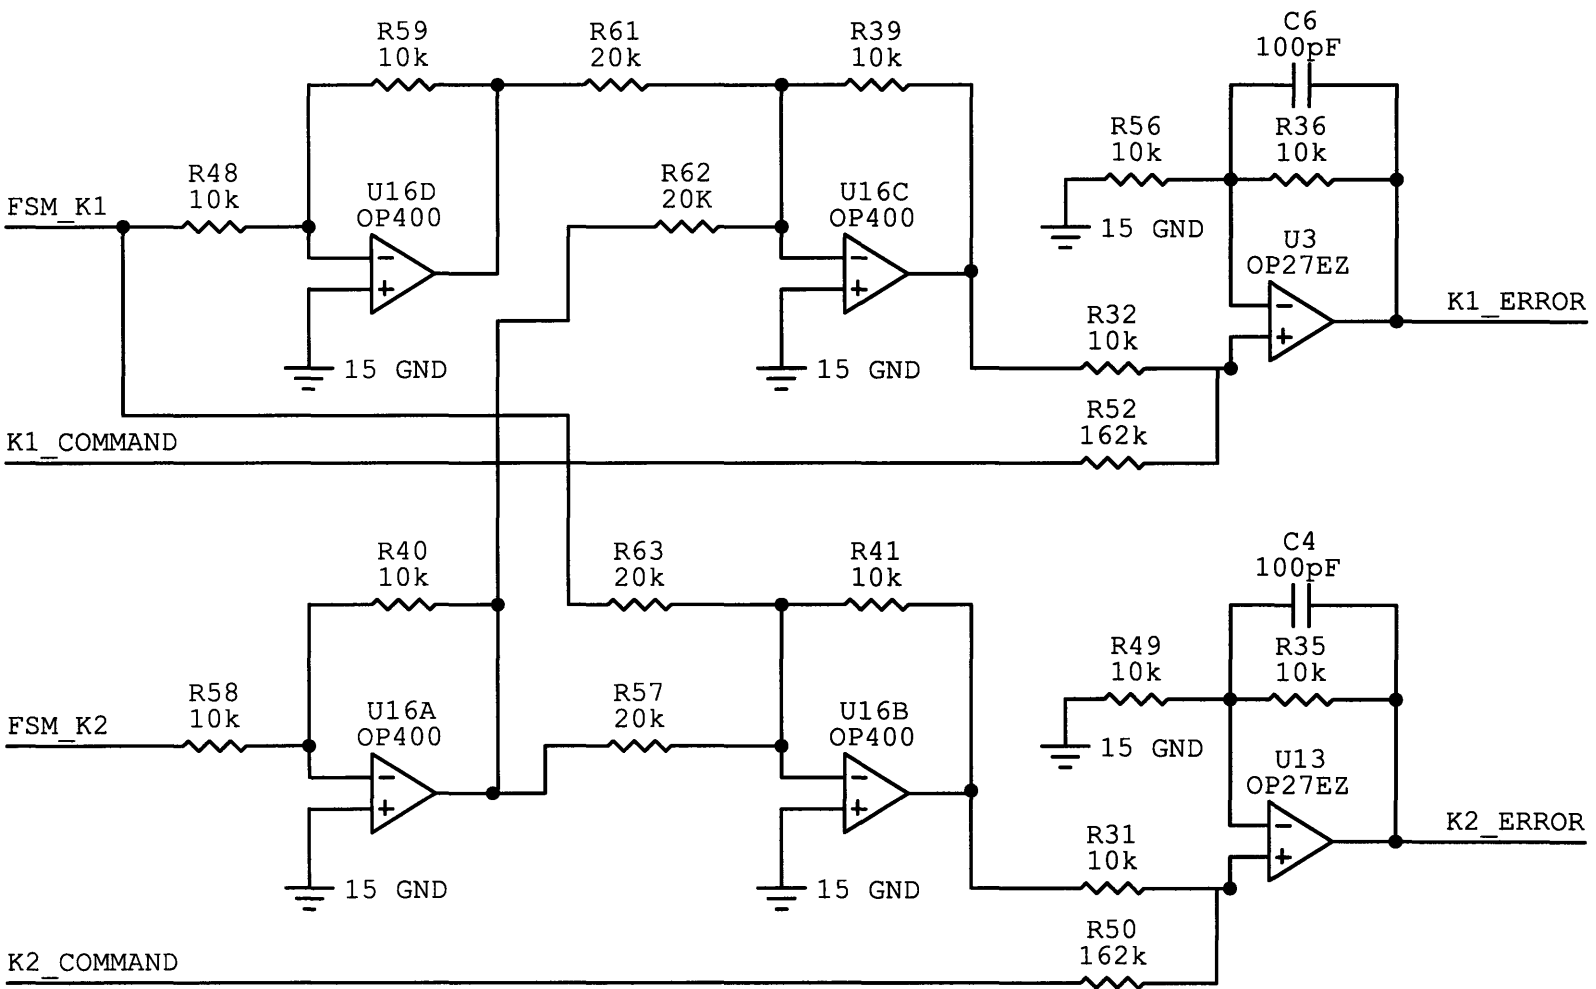 R59
10k
R61
20k
R39
10k
C6
100pF
R56
10k
R36
10k
R48
10k
U16D
OP400
R62
20K
U16C
OP400
FSM_K1
15 GND
U3
OP27EZ
K1_ERROR
R32
10k
15 GND
15 GND
R52
162k
K1_COMMAND
R40
10k
R63
20k
R41
10k
C4
100pF
R49
10k
R35
10k
R58
10k
U16A
OP400
R57
20k
U16B
OP400
FSM_K2
15 GND
U13
OP27EZ
K2_ERROR
R31
10k
15 GND
15 GND
R50
162k
K2_COMMAND